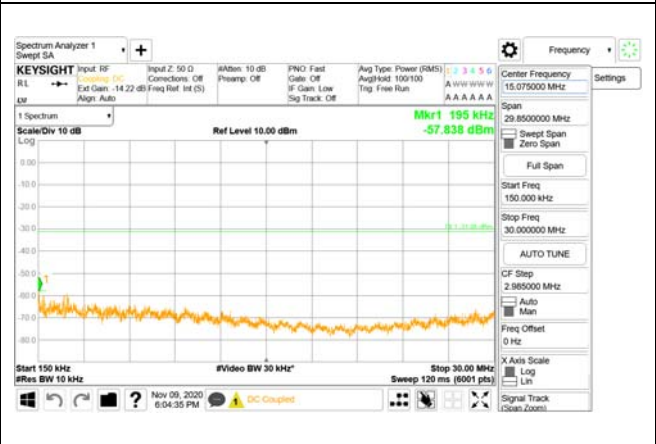 Spectrum Analyzer 1
Swept SA
Frequency
Settings
KEYSIGHT
RL
Input: RF
Coupling: DC
Ext Gain: -14.22 dB
Align: Auto
Input Z: 50 Ω
Corrections: Off
Freq Ref: Int (S)
#Atten: 10 dB
Preamp: Off
PNO: Fast
Gate: Off
IF Gain: Low
Sig Track: Off
Avg Type: Power (RMS)
Avg|Hold: 100/100
Trig: Free Run
1 2 3 4 5 6
A W W W W W
A A A A A A
1 Spectrum
Scale/Div 10 dB
Log
Ref Level 10.00 dBm
Mkr1 195 kHz
-57.838 dBm
0.00
-10.0
-20.0
-30.0
-40.0
-50.0
-60.0
-70.0
-80.0
1
Start 150 kHz
#Res BW 10 kHz
#Video BW 30 kHz*
Stop 30.00 MHz
Sweep 120 ms (6001 pts)
Center Frequency
15.075000 MHz
Span
29.8500000 MHz
Swept Span
Zero Span
Full Span
Start Freq
150.000 kHz
Stop Freq
30.000000 MHz
AUTO TUNE
CF Step
2.985000 MHz
Auto
Man
Freq Offset
0 Hz
X Axis Scale
Log
Lin
Signal Track
(Span Zoom)
?
Nov 09, 2020
6:04:35 PM
1
DC Coupled